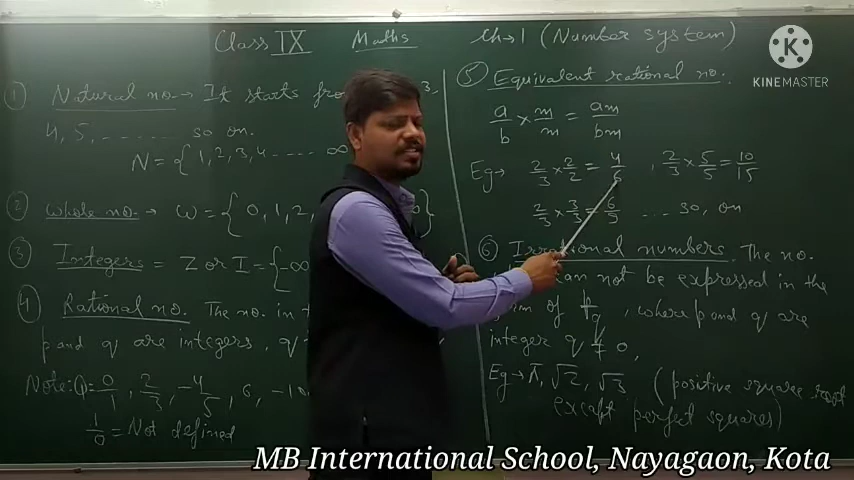 Class IX Maths Ch→1 (Number system)
① Natural no. → It starts from 3,
4, 5, ........ so on.
N = { 1, 2, 3, 4 ..... ∞
② Whole no. → W = { 0, 1, 2, }
③ Integers = Z or I = { -∞
④ Rational no. The no. in
p and q are integers, q
Note: 0/1, 2/3, -4/5, 6, -10
1/0 = Not defined
⑤ Equivalent rational no.
a/b × m/m = am/bm
Eg → 2/3 × 2/2 = 4/6 , 2/3 × 5/5 = 10/15
2/3 × 3/3 = 6/9 ... so, on
⑥ Irrational numbers. The no.
can not be expressed in the
of p/q, where p and q are
integer q ≠ 0,
Eg → π, √2, √3 (positive square root
except perfect squares)
KINEMASTER
MB International School, Nayagaon, Kota